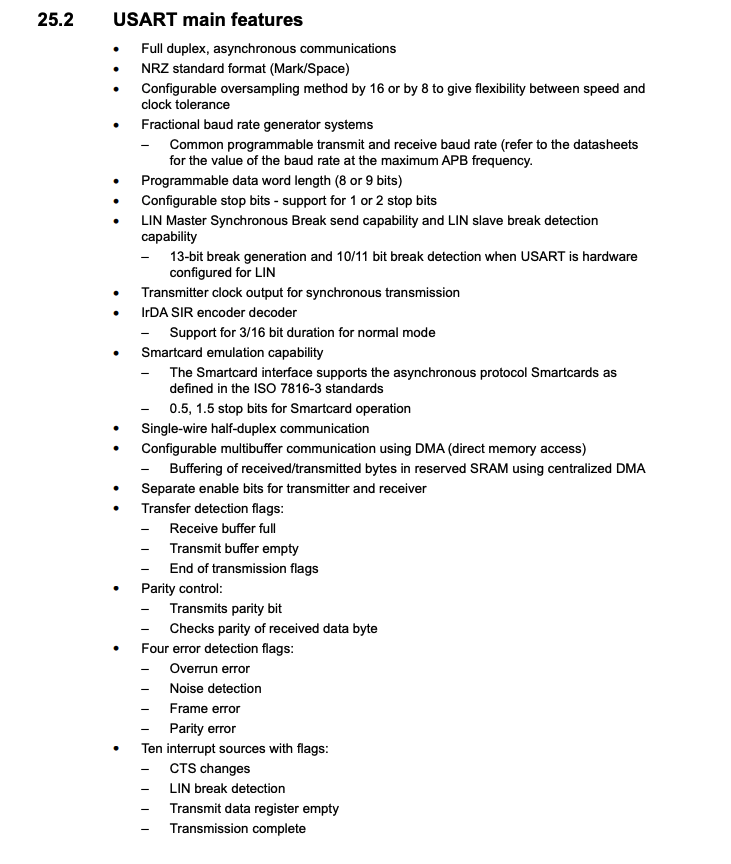 25.2 USART main features
• Full duplex, asynchronous communications
• NRZ standard format (Mark/Space)
• Configurable oversampling method by 16 or by 8 to give flexibility between speed and
clock tolerance
• Fractional baud rate generator systems
– Common programmable transmit and receive baud rate (refer to the datasheets
for the value of the baud rate at the maximum APB frequency.
• Programmable data word length (8 or 9 bits)
• Configurable stop bits - support for 1 or 2 stop bits
• LIN Master Synchronous Break send capability and LIN slave break detection
capability
– 13-bit break generation and 10/11 bit break detection when USART is hardware
configured for LIN
• Transmitter clock output for synchronous transmission
• IrDA SIR encoder decoder
– Support for 3/16 bit duration for normal mode
• Smartcard emulation capability
– The Smartcard interface supports the asynchronous protocol Smartcards as
defined in the ISO 7816-3 standards
– 0.5, 1.5 stop bits for Smartcard operation
• Single-wire half-duplex communication
• Configurable multibuffer communication using DMA (direct memory access)
– Buffering of received/transmitted bytes in reserved SRAM using centralized DMA
• Separate enable bits for transmitter and receiver
• Transfer detection flags:
– Receive buffer full
– Transmit buffer empty
– End of transmission flags
• Parity control:
– Transmits parity bit
– Checks parity of received data byte
• Four error detection flags:
– Overrun error
– Noise detection
– Frame error
– Parity error
• Ten interrupt sources with flags:
– CTS changes
– LIN break detection
– Transmit data register empty
– Transmission complete